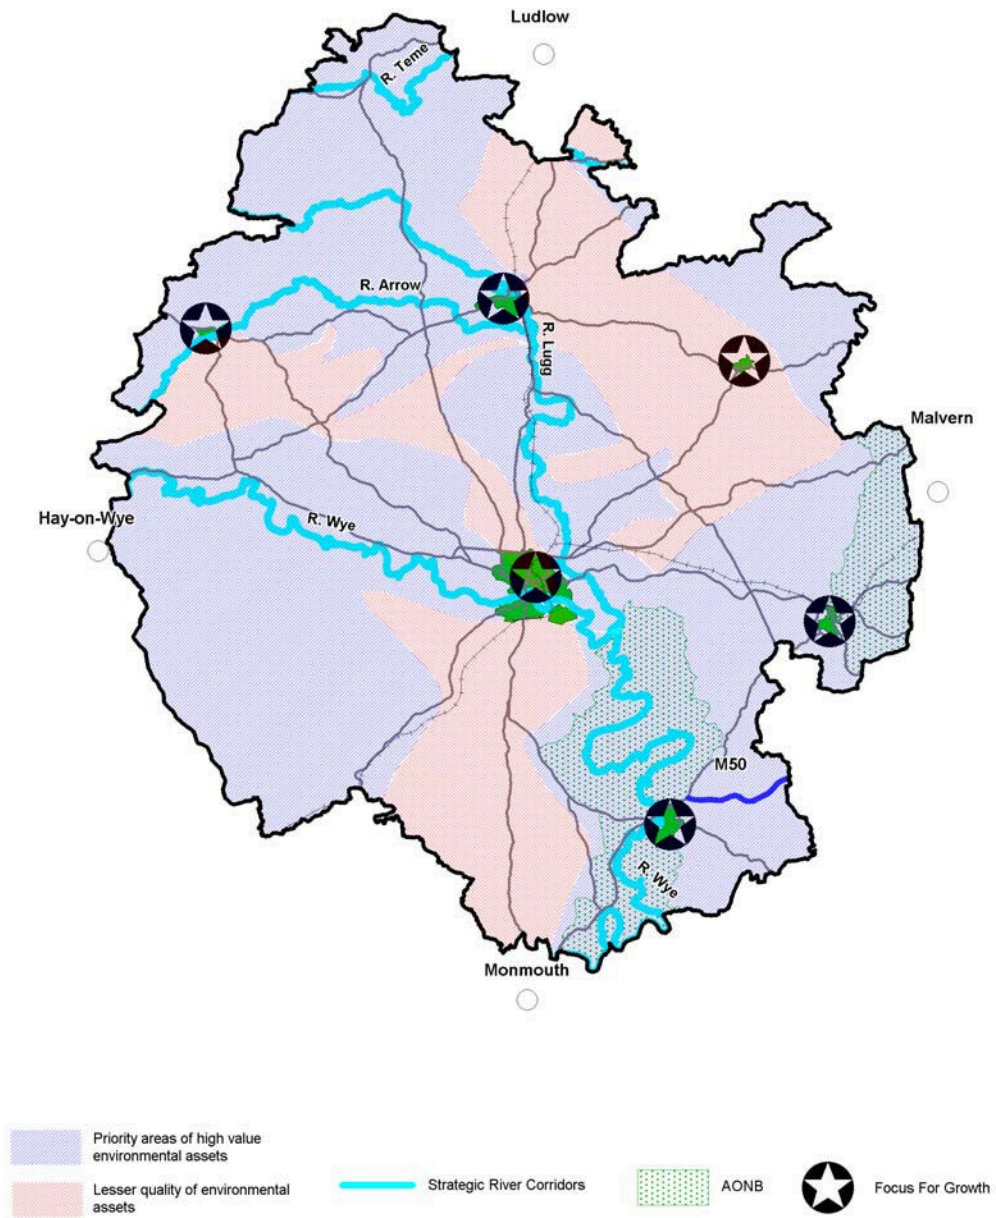 Ludlow
R. Teme
R. Arrow
R. Lugg
Malvern
Hay-on-Wye
R. Wye
M50
R. Wye
Monmouth
Priority areas of high value
environmental assets
Lesser quality of environmental
assets
Strategic River Corridors
AONB
Focus For Growth